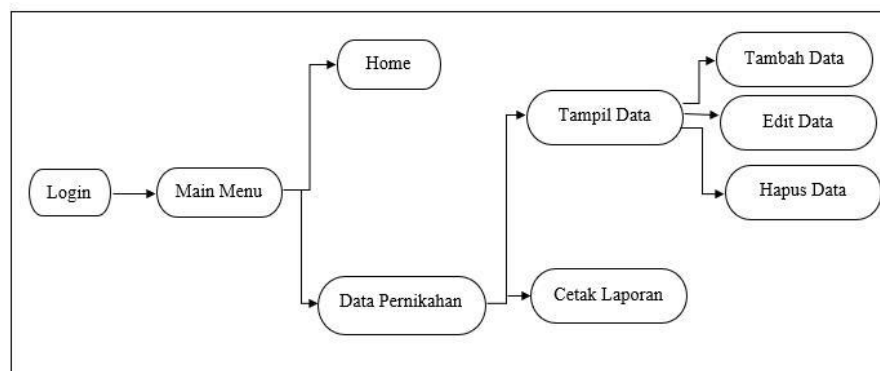 Home
Tambah Data
Tampil Data
Edit Data
Login
Main Menu
Hapus Data
Data Pernikahan
Cetak Laporan